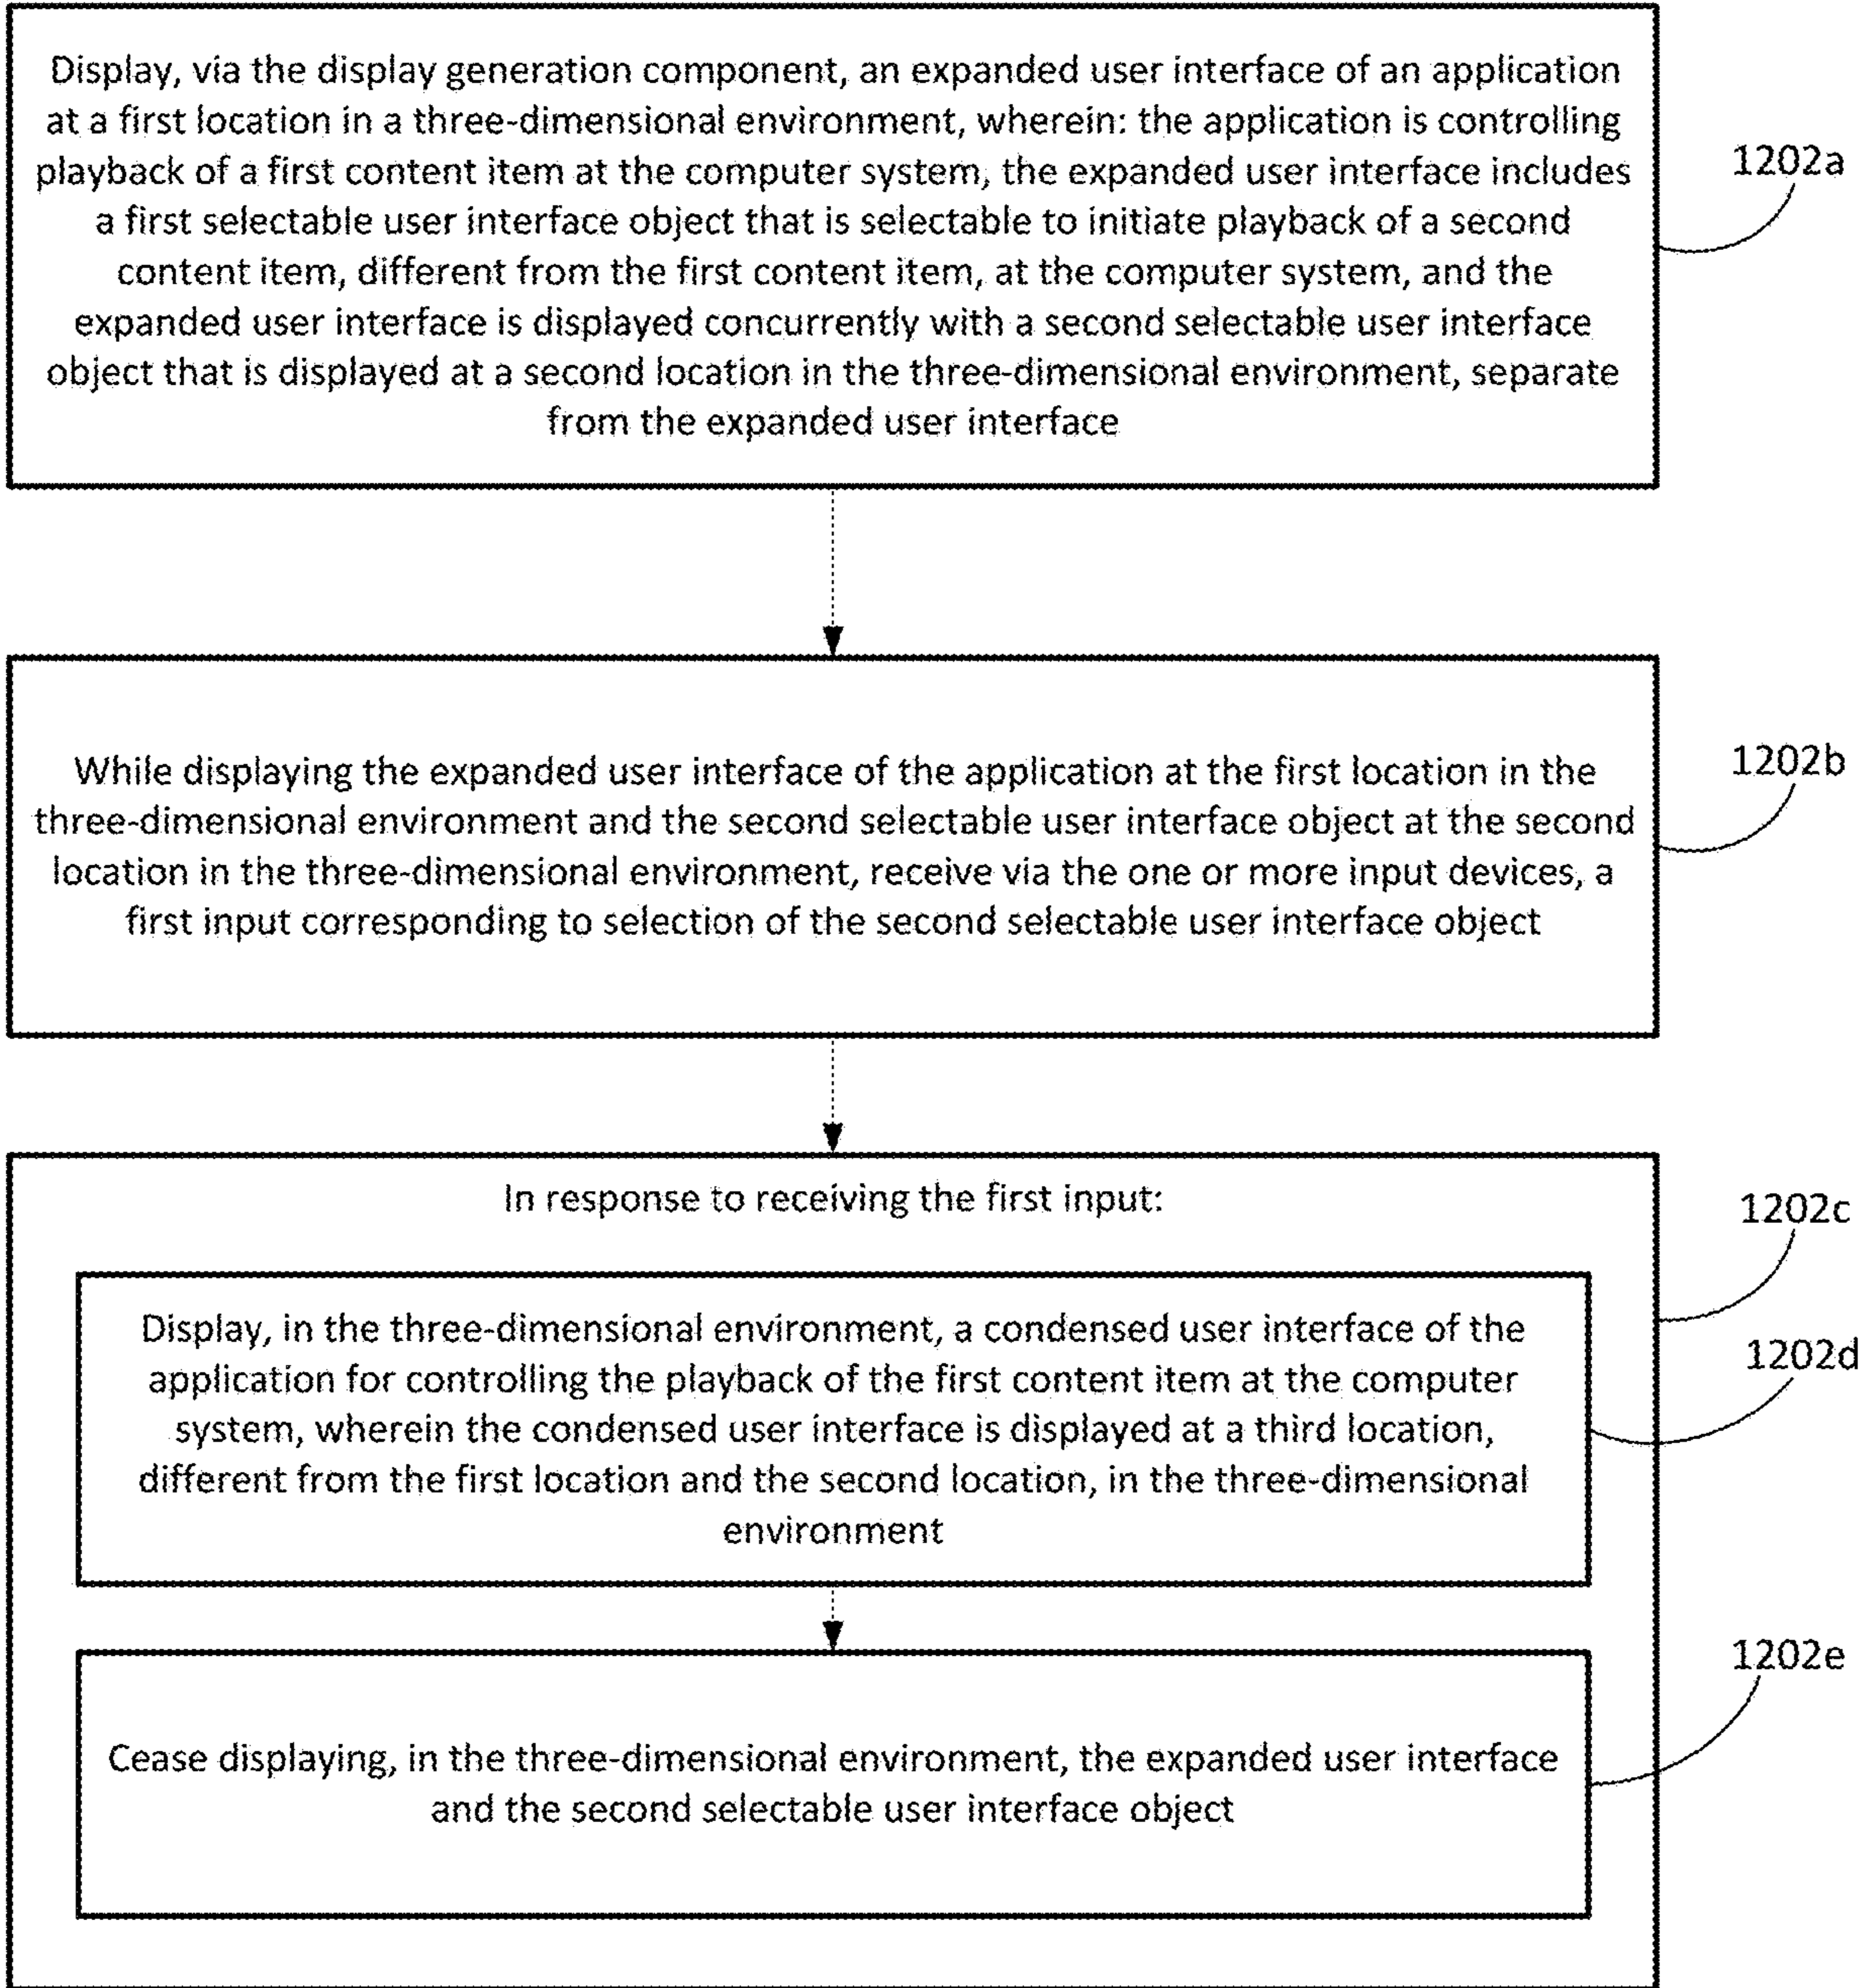 Display, via the display generation component, an expanded user interface of an application
at a first location in a three-dimensional environment, wherein: the application is controlling
playback of a first content item at the computer system, the expanded user interface includes
a first selectable user interface object that is selectable to initiate playback of a second
content item, different from the first content item, at the computer system, and the
expanded user interface is displayed concurrently with a second selectable user interface
object that is displayed at a second location in the three-dimensional environment, separate
from the expanded user interface
1202a
While displaying the expanded user interface of the application at the first location in the
three-dimensional environment and the second selectable user interface object at the second
location in the three-dimensional environment, receive via the one or more input devices, a
first input corresponding to selection of the second selectable user interface object
1202b
In response to receiving the first input:
1202c
Display, in the three-dimensional environment, a condensed user interface of the
application for controlling the playback of the first content item at the computer
system, wherein the condensed user interface is displayed at a third location,
different from the first location and the second location, in the three-dimensional
environment
1202d
Cease displaying, in the three-dimensional environment, the expanded user interface
and the second selectable user interface object
1202e